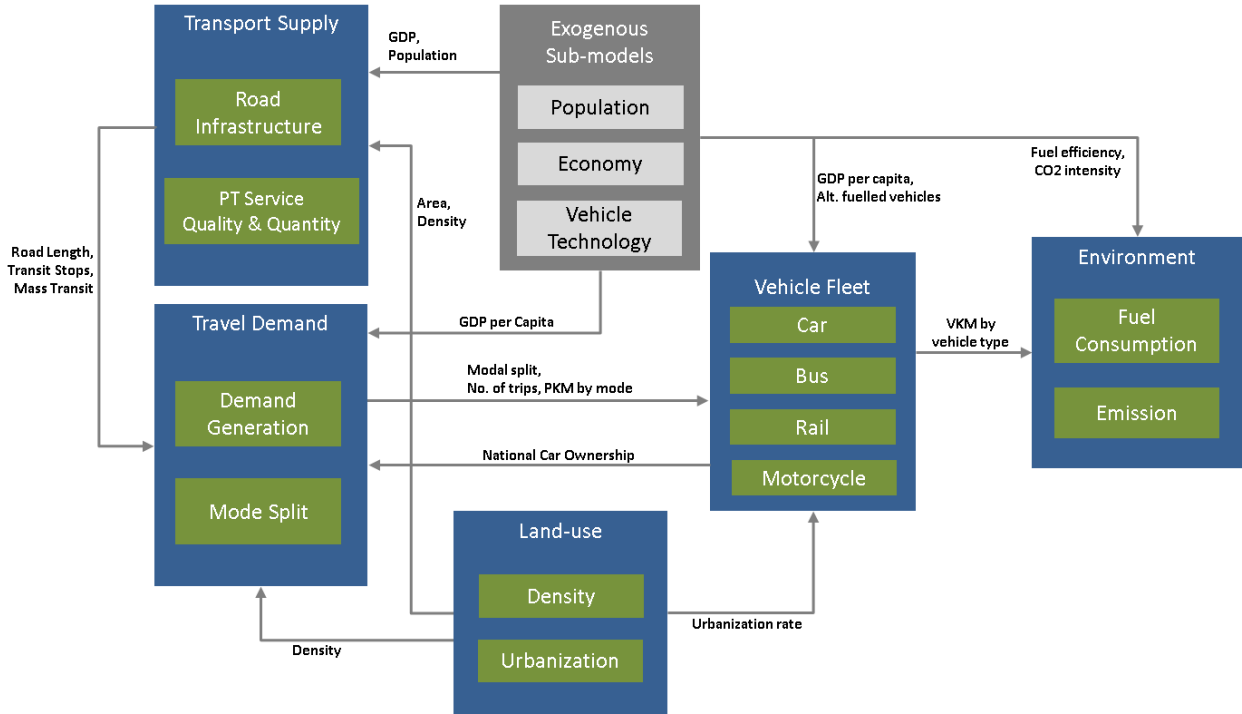 Transport Supply
Road
Infrastructure
PT Service
Quality & Quantity
GDP,
Population
Exogenous
Sub-models
Population
Economy
Vehicle
Technology
Area,
Density
GDP per capita,
Alt. fuelled vehicles
Fuel efficiency,
CO2 intensity
Road Length,
Transit Stops,
Mass Transit
Travel Demand
Demand
Generation
Mode Split
GDP per Capita
Modal split,
No. of trips, PKM by mode
National Car Ownership
Vehicle Fleet
Car
Bus
Rail
Motorcycle
VKM by
vehicle type
Environment
Fuel
Consumption
Emission
Land-use
Density
Urbanization
Density
Urbanization rate